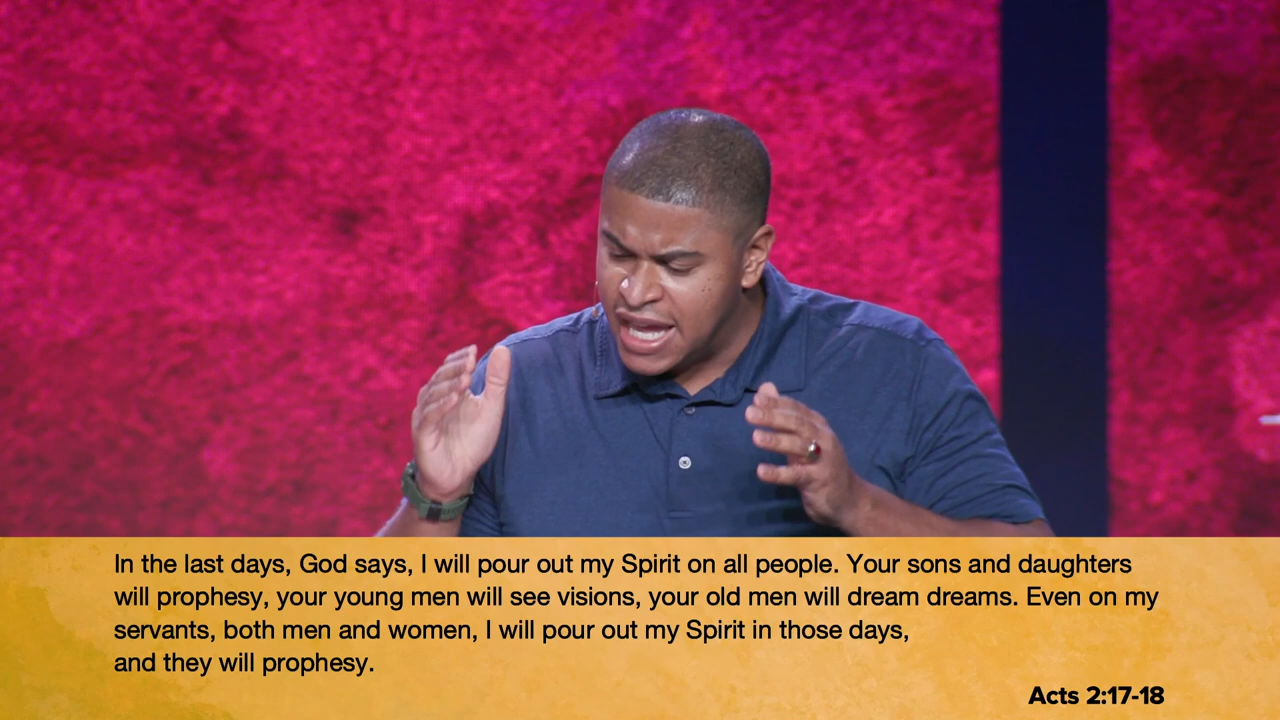 In the last days, God says, I will pour out my Spirit on all people. Your sons and daughters
will prophesy, your young men will see visions, your old men will dream dreams. Even on my
servants, both men and women, I will pour out my Spirit in those days,
and they will prophesy.
Acts 2:17-18